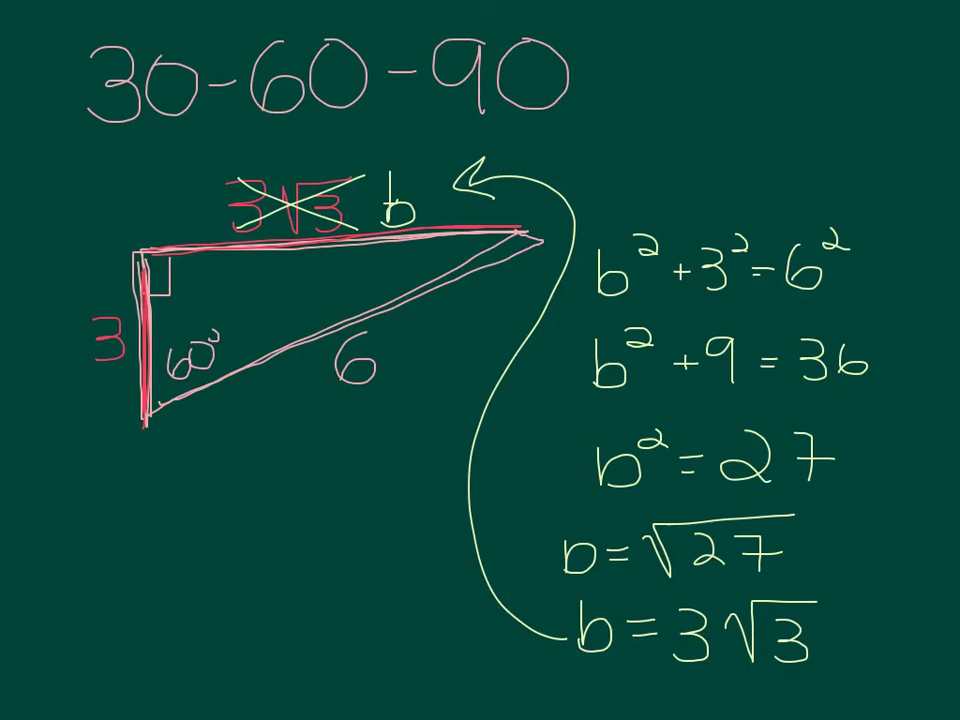 30-60-90
3√3 b
3
60°
6
b² + 3² = 6²
b² + 9 = 36
b² = 27
b = √27
b = 3√3